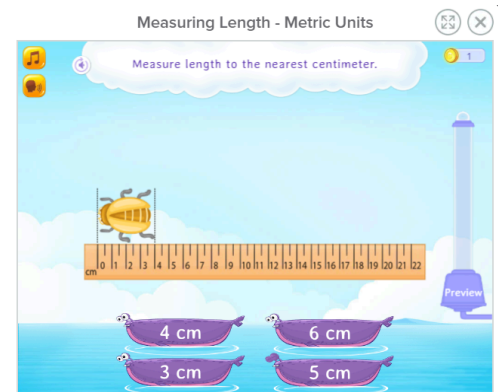 Measuring Length - Metric Units
1
Measure length to the nearest centimeter.
0 1 2 3 4 5 6 7 8 9 10 11 12 13 14 15 16 17 18 19 20 21 22
cm
Preview
4 cm 6 cm
3 cm 5 cm